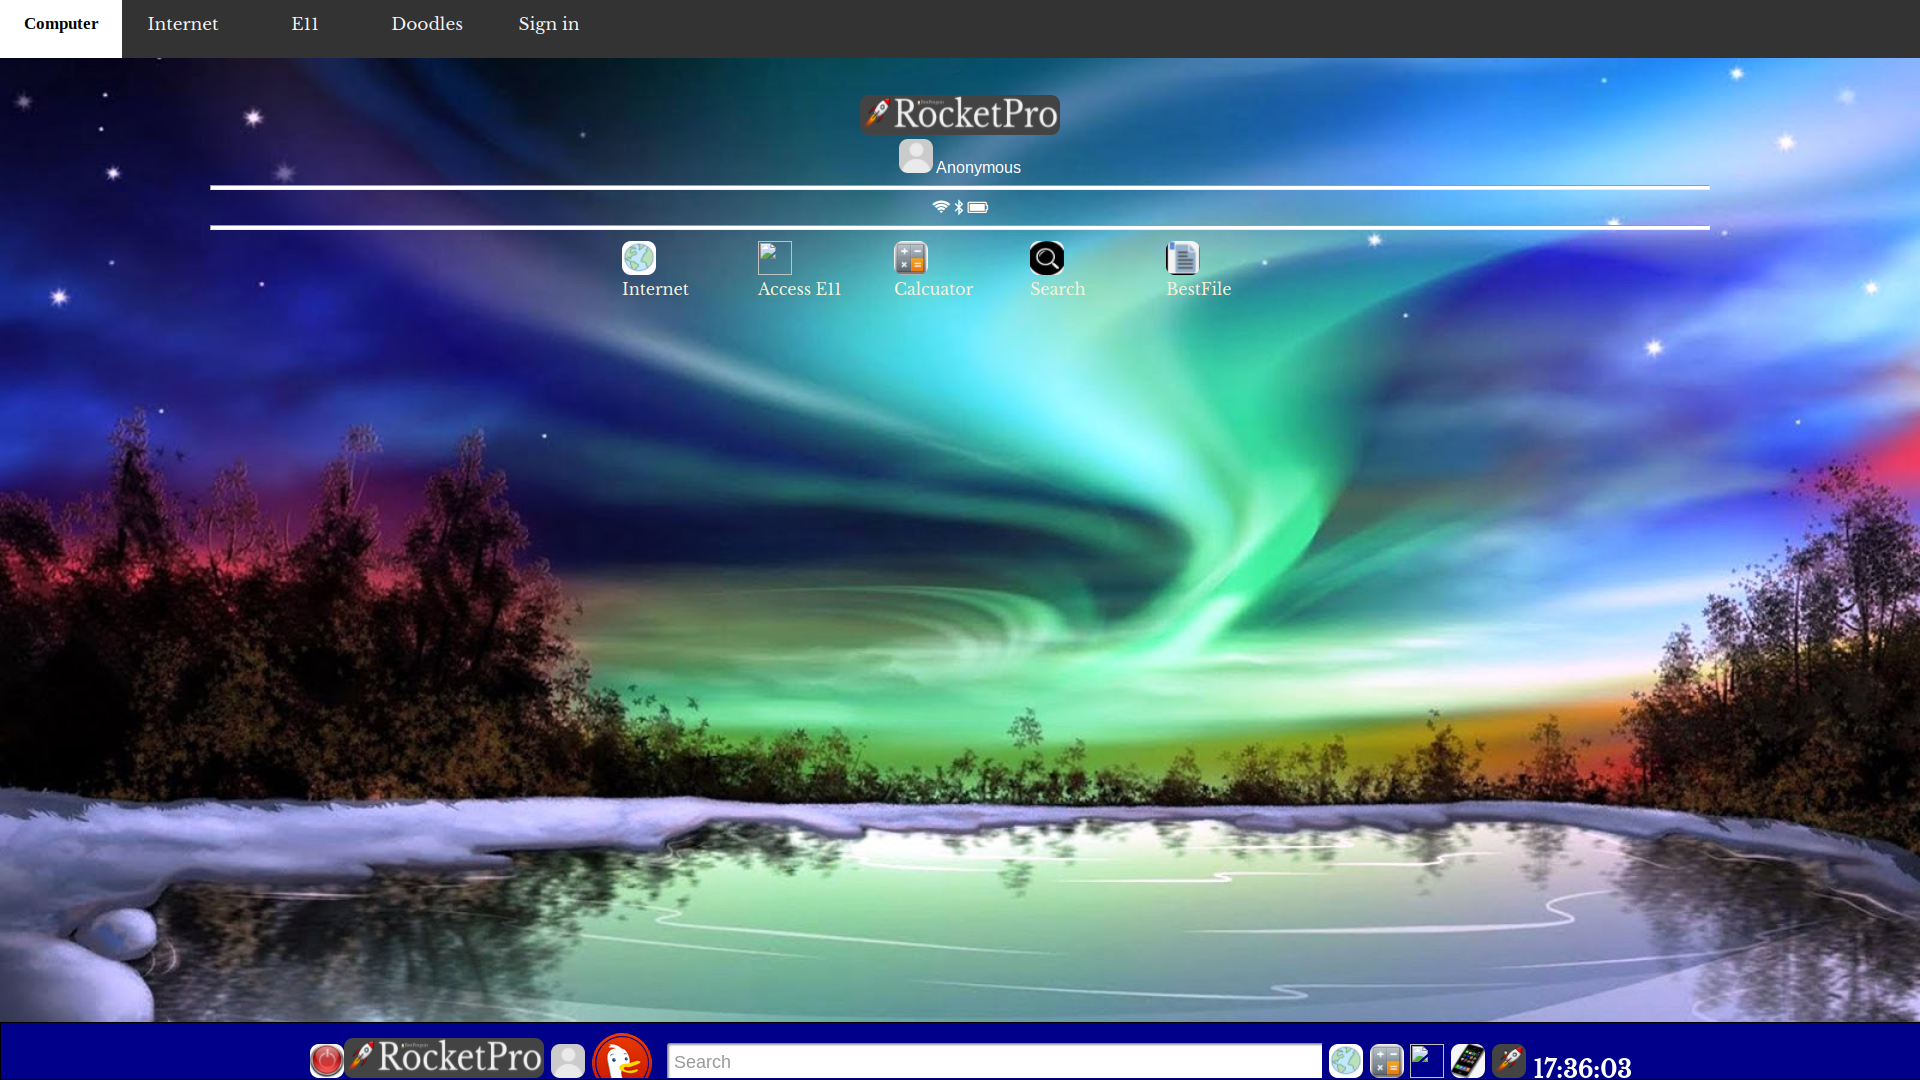 Computer Internet E11 Doodles Sign in
RocketPro
Anonymous
Internet Access E11 Calcuator Search BestFile
RocketPro Search 17:36:03